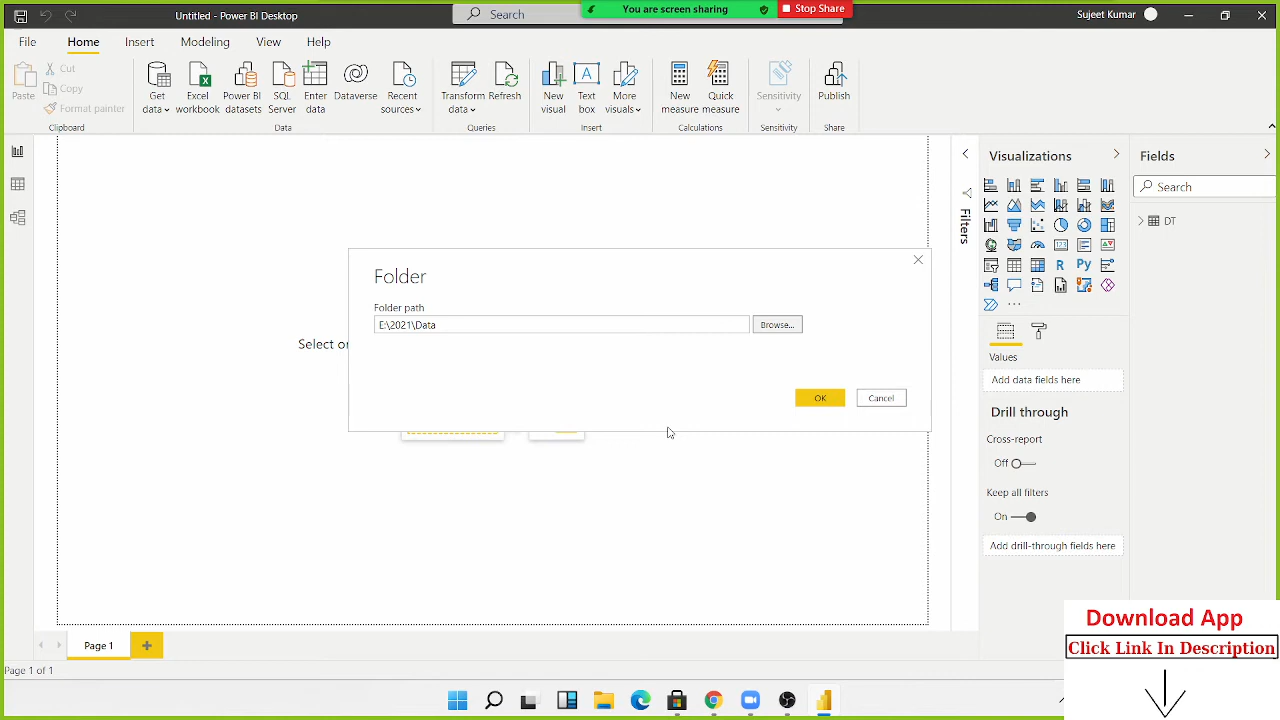 Untitled - Power BI Desktop
Search
You are screen sharing
Stop Share
Sujeet Kumar
File
Home
Insert
Modeling
View
Help
Paste
Cut
Copy
Format painter
Clipboard
Get data
Excel workbook
Power BI datasets
SQL Server
Enter data
Dataverse
Recent sources
Data
Transform data
Refresh
Queries
New visual
Text box
More visuals
Insert
New measure
Quick measure
Calculations
Sensitivity
Sensitivity
Publish
Share
Select or
Folder
Folder path
E:\2021\Data
Browse...
OK
Cancel
Filters
Visualizations
R
Py
123
Values
Add data fields here
Drill through
Cross-report
Off
Keep all filters
On
Add drill-through fields here
Fields
Search
DT
Page 1
Page 1 of 1
Download App
Click Link In Description